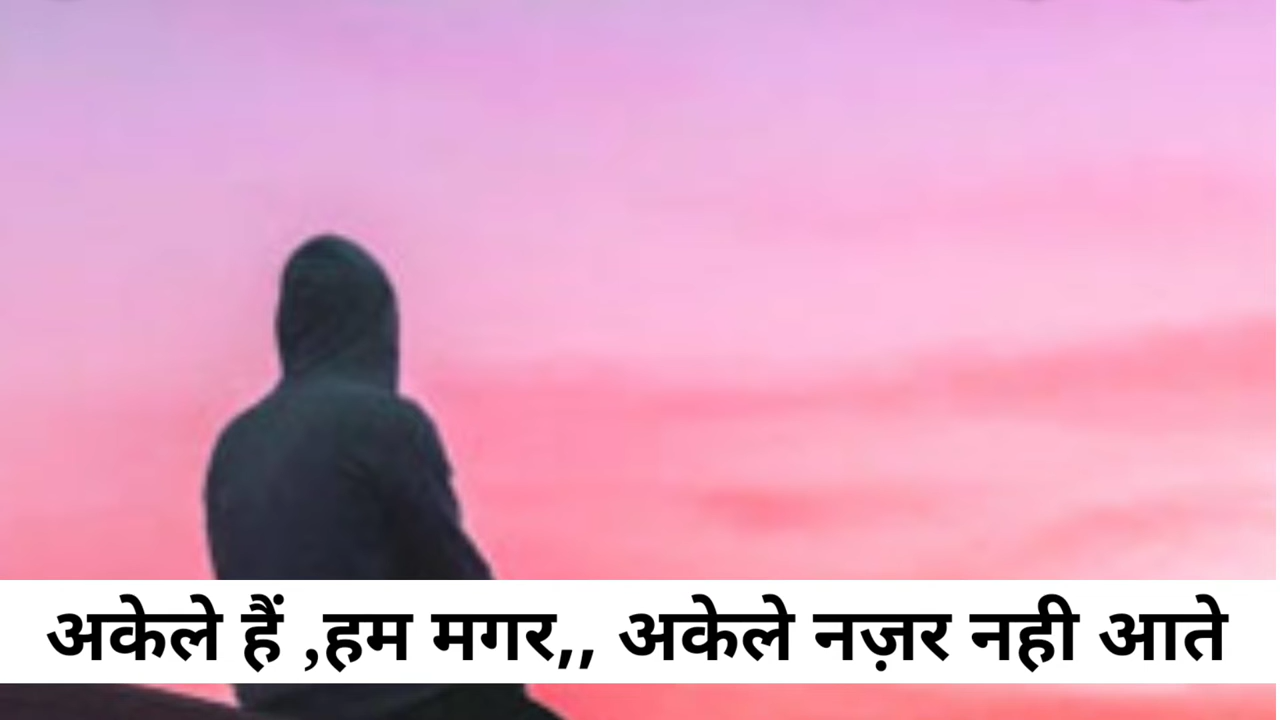 अकेले हैं ,हम मगर,, अकेले नज़र नही आते